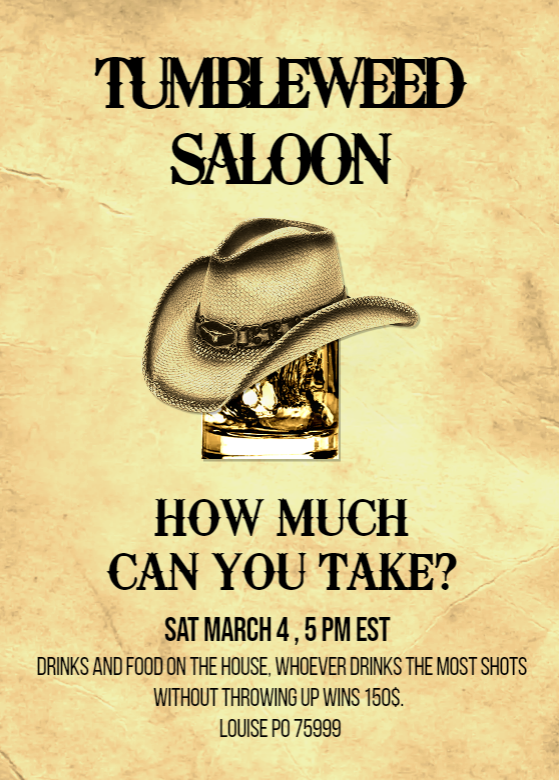 TUMBLEWEED
SALOON
HOW MUCH
CAN YOU TAKE?
SAT MARCH 4 , 5 PM EST
DRINKS AND FOOD ON THE HOUSE, WHOEVER DRINKS THE MOST SHOTS
WITHOUT THROWING UP WINS 150$.
LOUISE PO 75999